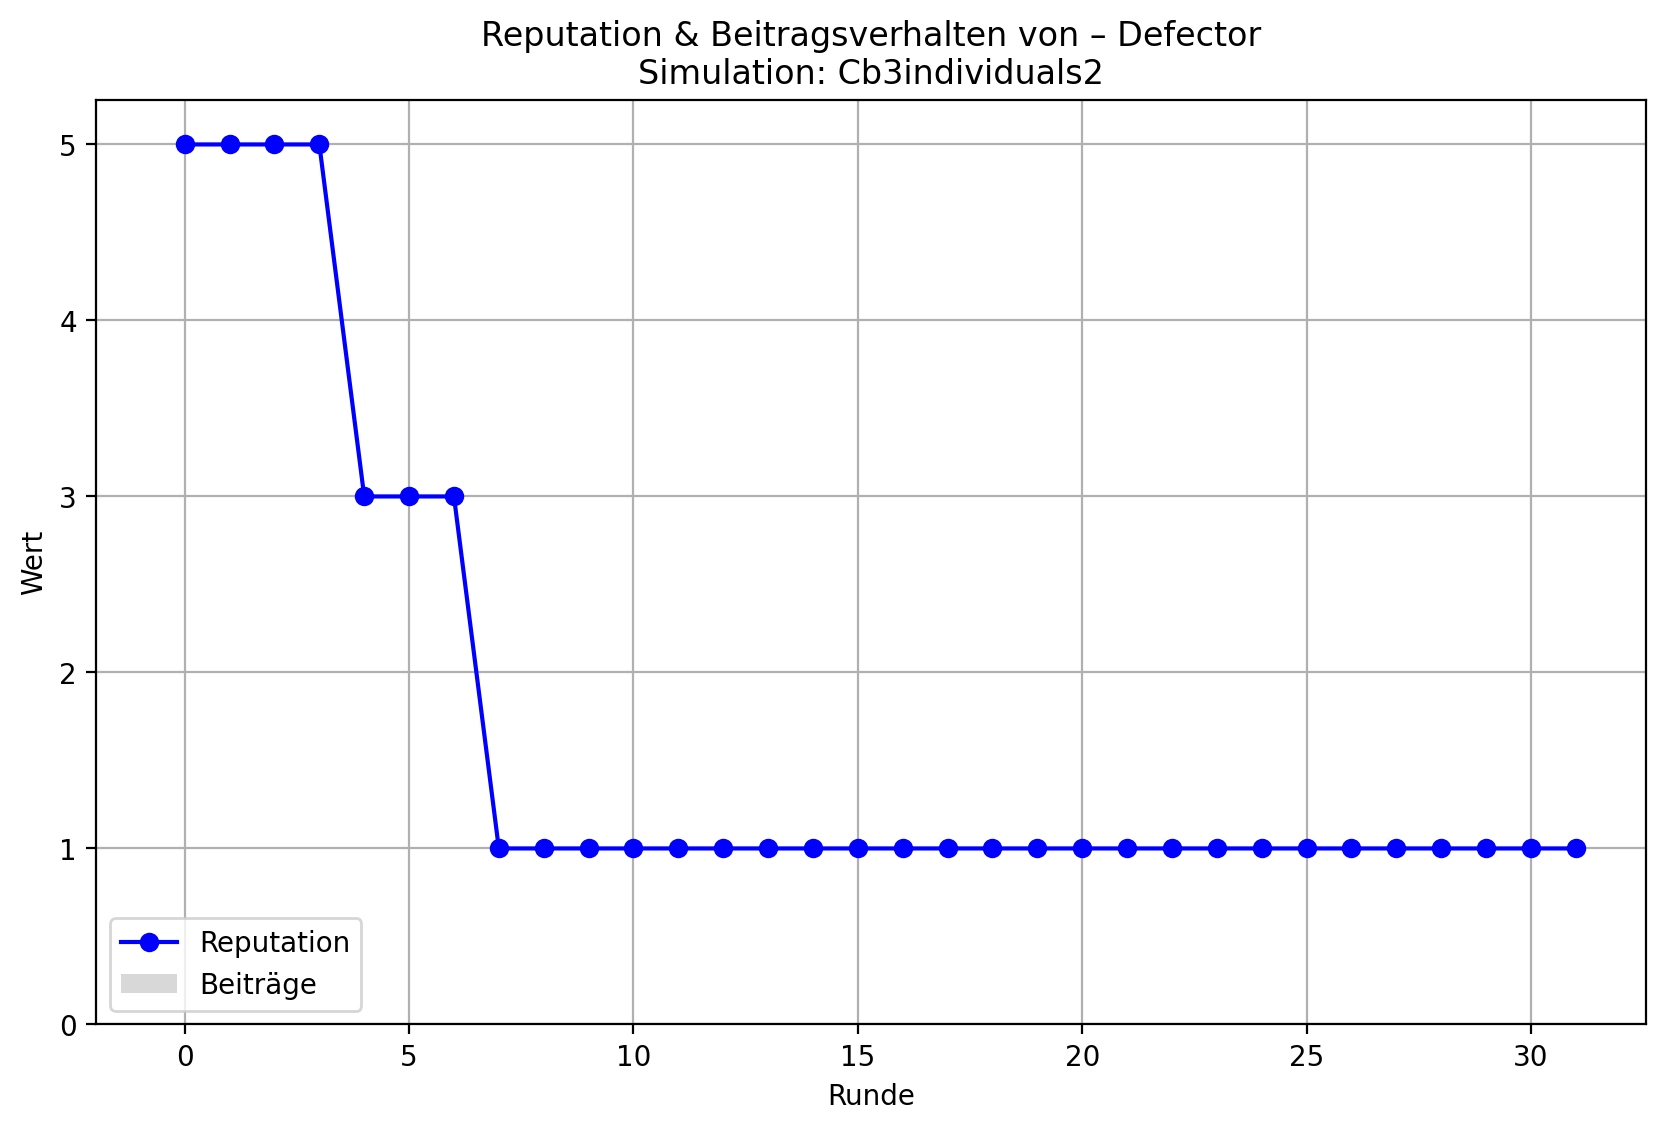 Reputation & Beitragsverhalten von – Defector
Simulation: Cb3individuals2
5
4
3
2
1
0
Wert
Reputation
Beiträge
0 5 10 15 20 25 30
Runde